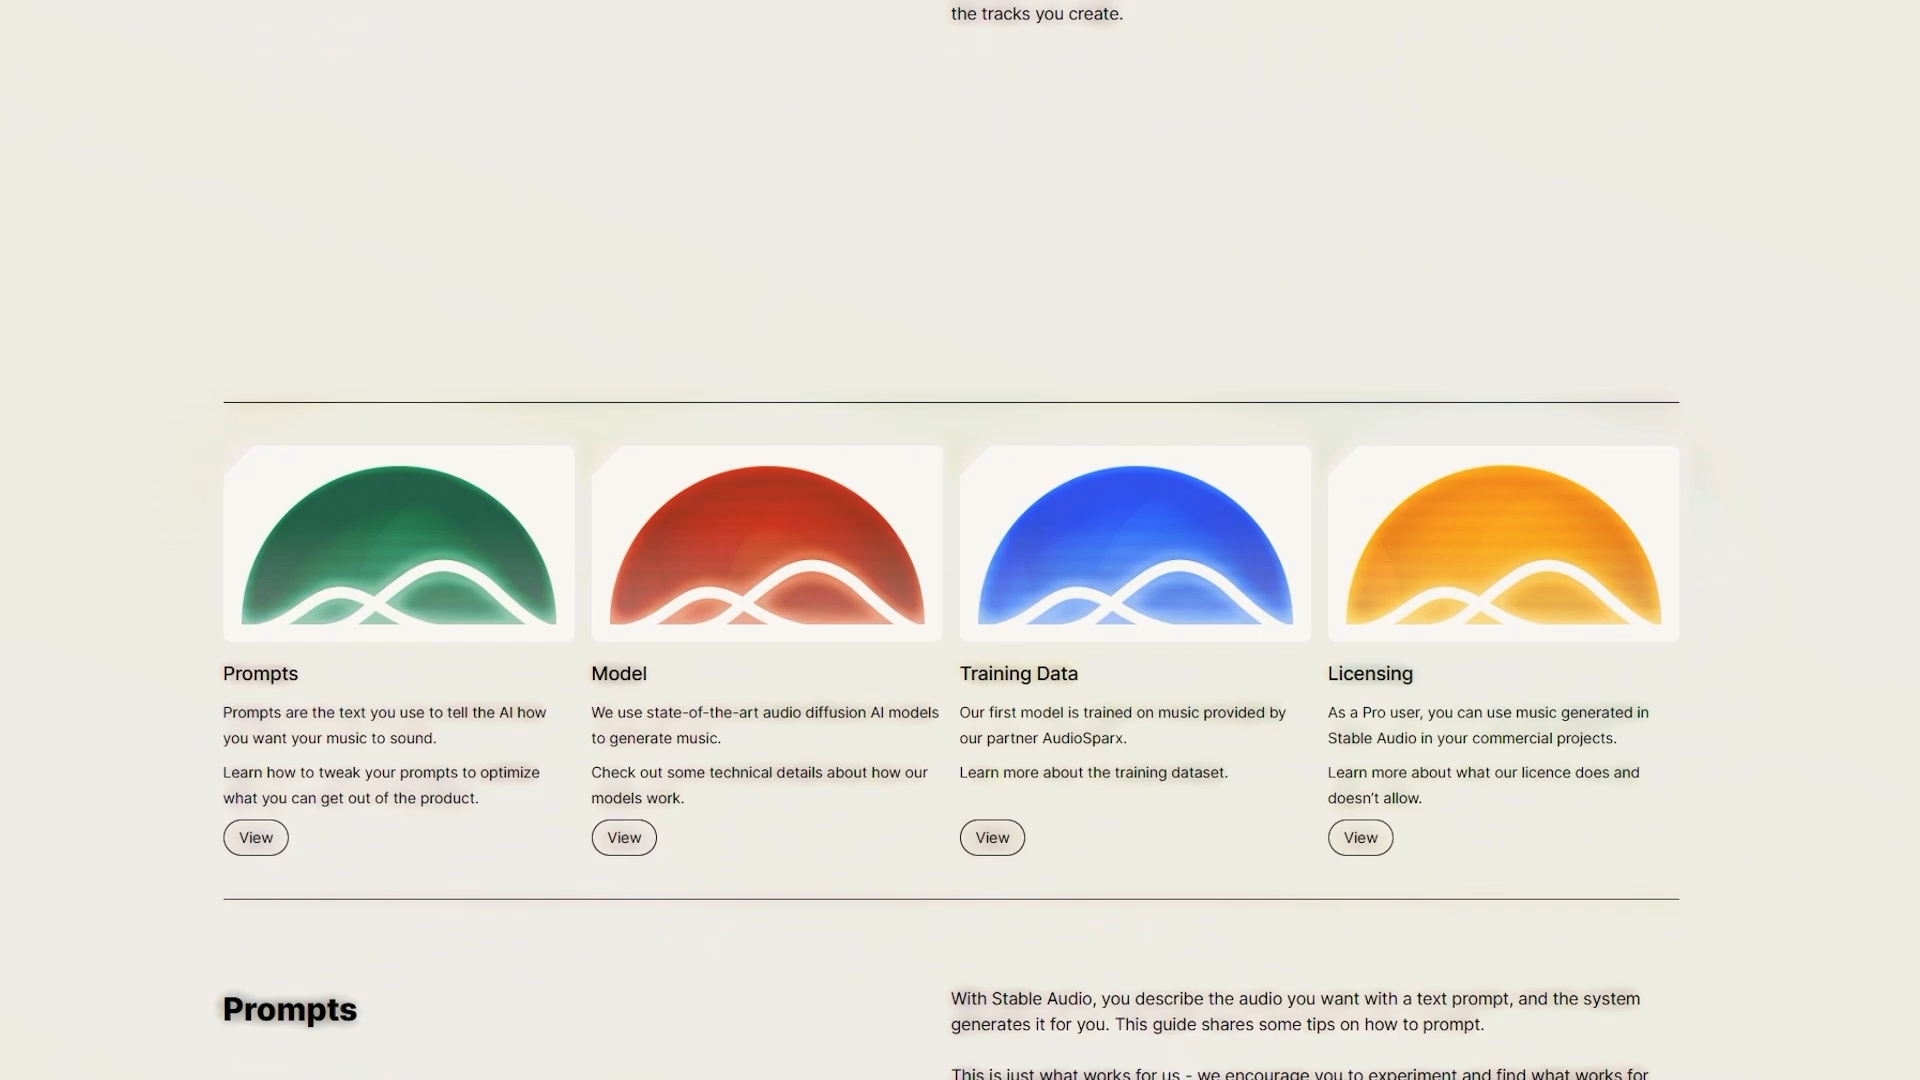 the tracks you create.
Prompts
Prompts are the text you use to tell the AI how
you want your music to sound.
Learn how to tweak your prompts to optimize
what you can get out of the product.
View
Model
We use state-of-the-art audio diffusion AI models
to generate music.
Check out some technical details about how our
models work.
View
Training Data
Our first model is trained on music provided by
our partner AudioSparx.
Learn more about the training dataset.
View
Licensing
As a Pro user, you can use music generated in
Stable Audio in your commercial projects.
Learn more about what our licence does and
doesn’t allow.
View
Prompts
With Stable Audio, you describe the audio you want with a text prompt, and the system
generates it for you. This guide shares some tips on how to prompt.
This is just what works for us - we encourage you to experiment and find what works for